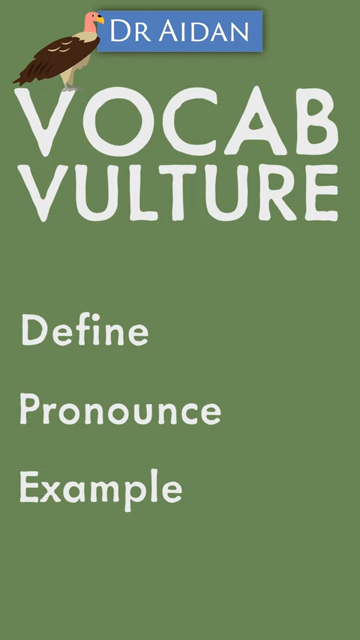 DR AIDAN
VOCAB
VULTURE
Define
Pronounce
Example